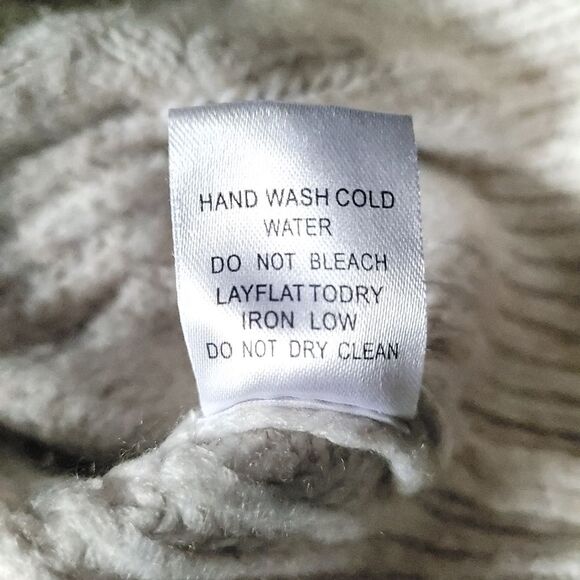 HAND WASH COLD
WATER
DO NOT BLEACH
LAYFLATTODRY
IRON LOW
DO NOT DRY CLEAN